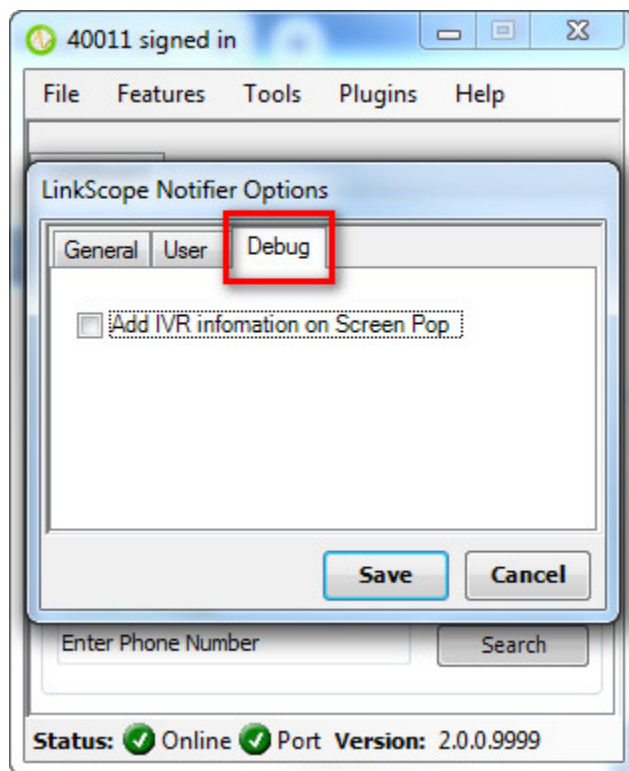 40011 signed in
File Features Tools Plugins Help
LinkScope Notifier Options
General User Debug
Add IVR infomation on Screen Pop
Save Cancel
Enter Phone Number Search
Status: Online Port Version: 2.0.0.9999